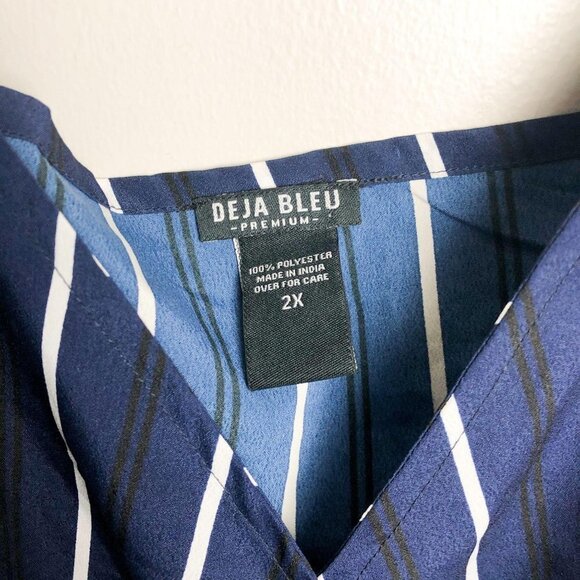 DEJA BLEU
-PREMIUM-
100% POLYESTER
MADE IN INDIA
OVER FOR CARE
2X